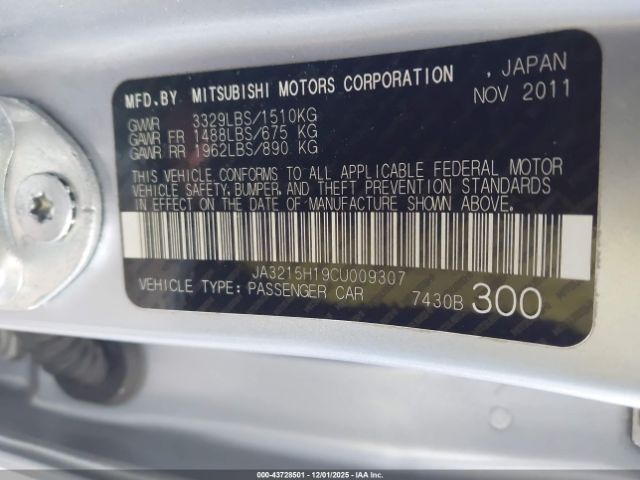 MFD.BY MITSUBISHI MOTORS CORPORATION , JAPAN
NOV 2011
GVWR 3329LBS/1510KG
GAWR FR 1488LBS/675 KG
GAWR RR 1962LBS/890 KG
THIS VEHICLE CONFORMS TO ALL APPLICABLE FEDERAL MOTOR
VEHICLE SAFETY, BUMPER, AND THEFT PREVENTION STANDARDS
IN EFFECT ON THE DATE OF MANUFACTURE SHOWN ABOVE.
JA3215H19CU009307
VEHICLE TYPE: PASSENGER CAR 7430B 300
000-43728501 - 12/01/2025 - IAAI.COM